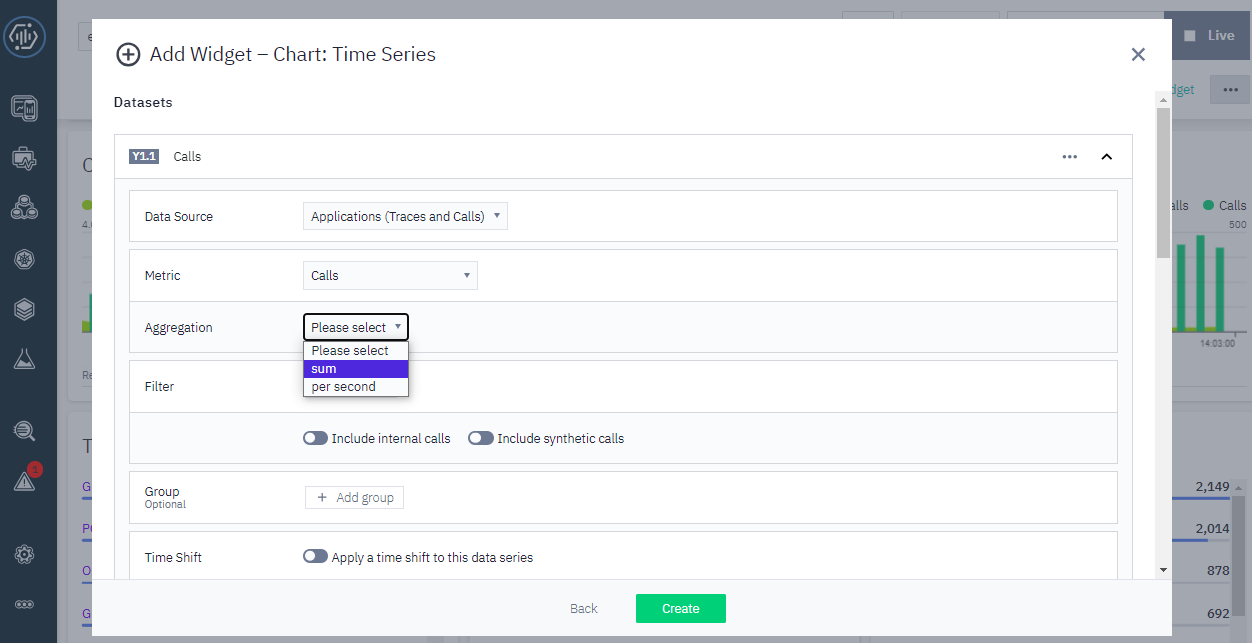 Live
Add Widget – Chart: Time Series
Datasets
Y1.1 Calls
Data Source Applications (Traces and Calls)
Metric Calls
Aggregation Please select
Please select
sum
per second
Filter
Include internal calls Include synthetic calls
Group
Optional
Add group
Time Shift Apply a time shift to this data series
Back Create
Calls
500
14:03:00
2,149
2,014
878
692
1